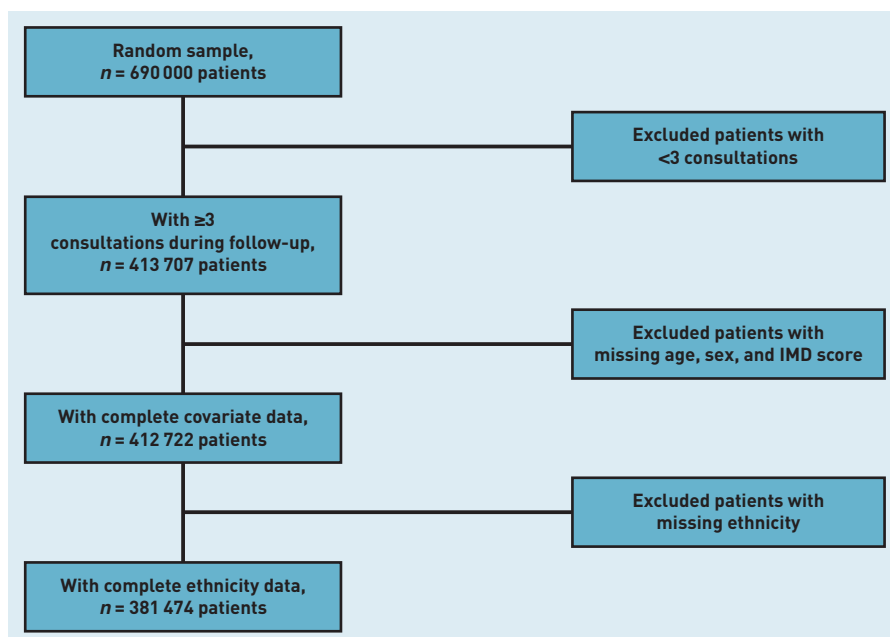 Random sample,
n = 690 000 patients
Excluded patients with
<3 consultations
With ≥3
consultations during follow-up,
n = 413 707 patients
Excluded patients with
missing age, sex, and IMD score
With complete covariate data,
n = 412 722 patients
Excluded patients with
missing ethnicity
With complete ethnicity data,
n = 381 474 patients